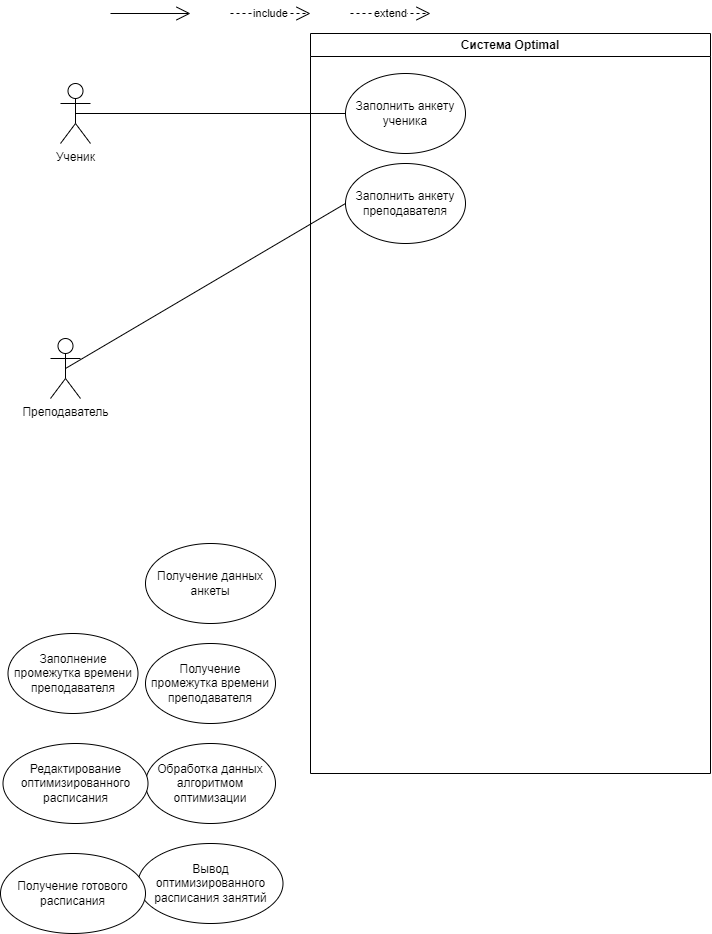 include
extend
Система Optimal
Заполнить анкету
ученика
Ученик
Заполнить анкету
преподавателя
Преподаватель
Получение данных
анкеты
Заполнение
промежутка времени
преподавателя
Получение
промежутка времени
преподавателя
Редактирование
оптимизированного
расписания
Обработка данных
алгоритмом
оптимизации
Получение готового
расписания
Вывод
оптимизированного
расписания занятий